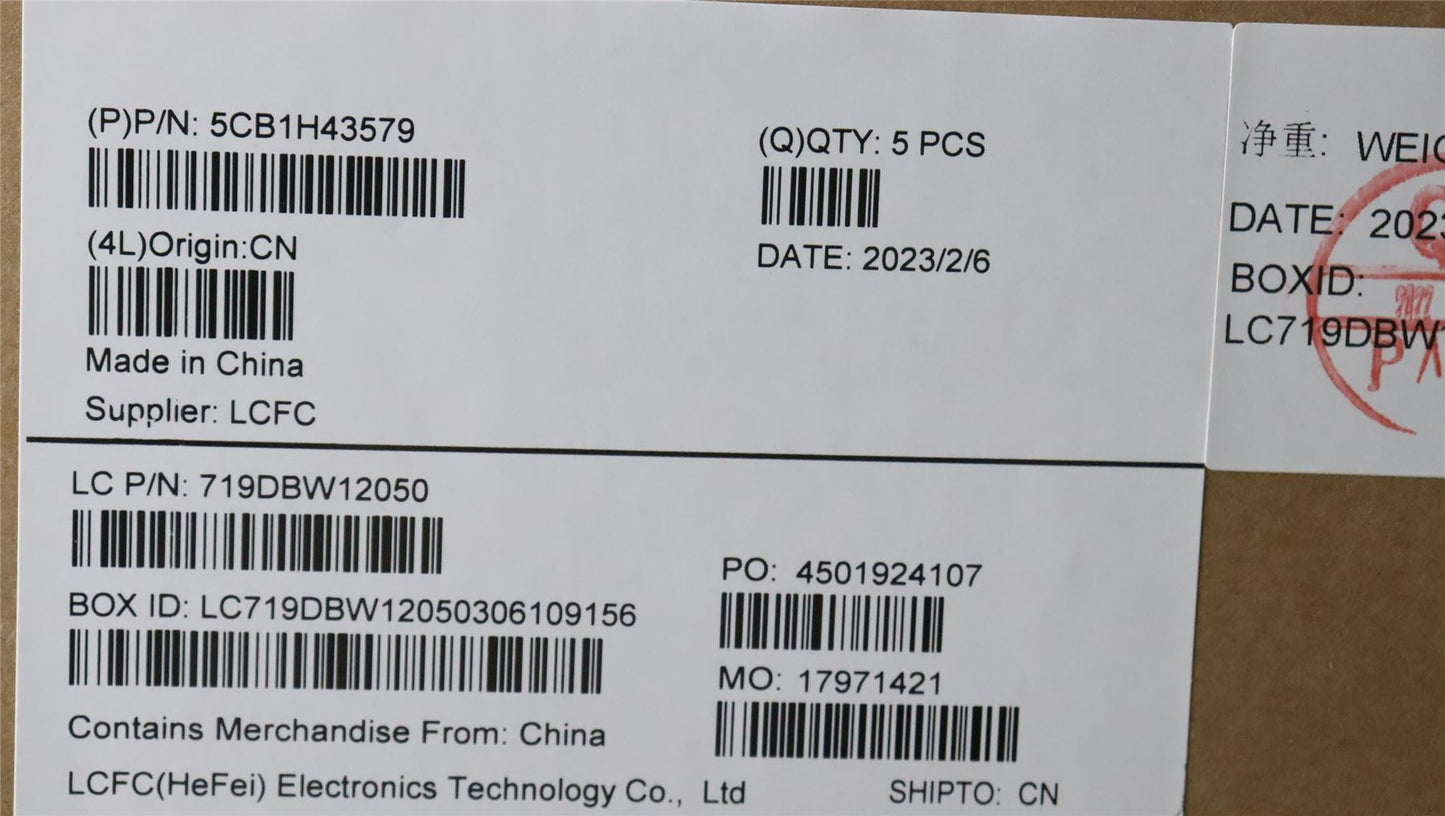 (P)P/N: 5CB1H43579
(4L)Origin:CN
Made in China
Supplier: LCFC
(Q)QTY: 5 PCS
DATE: 2023/2/6
LC P/N: 719DBW12050
BOX ID: LC719DBW12050306109156
Contains Merchandise From: China
LCFC(HeFei) Electronics Technology Co., Ltd
PO: 4501924107
MO: 17971421
SHIPTO: CN
净重:
DATE: 2023
BOXID:
LC719DBW